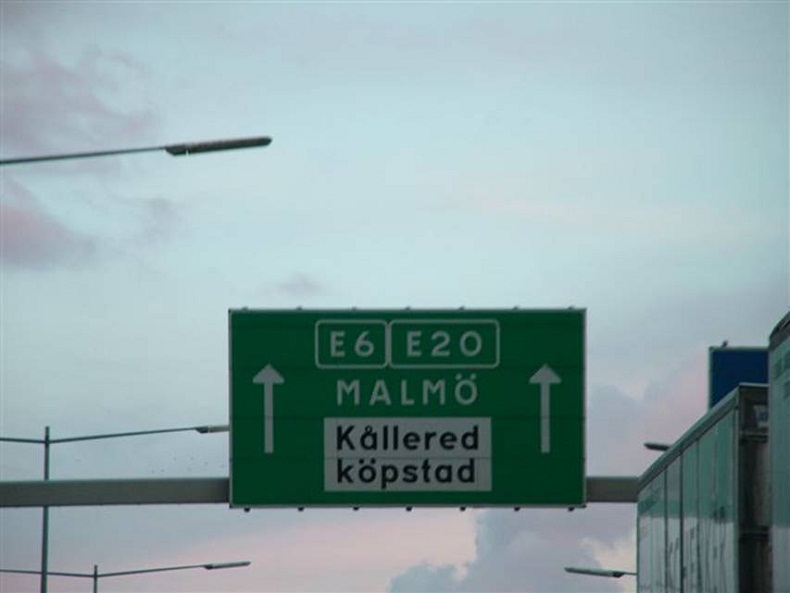 E6 E20
MALMÖ
Kållered
köpstad